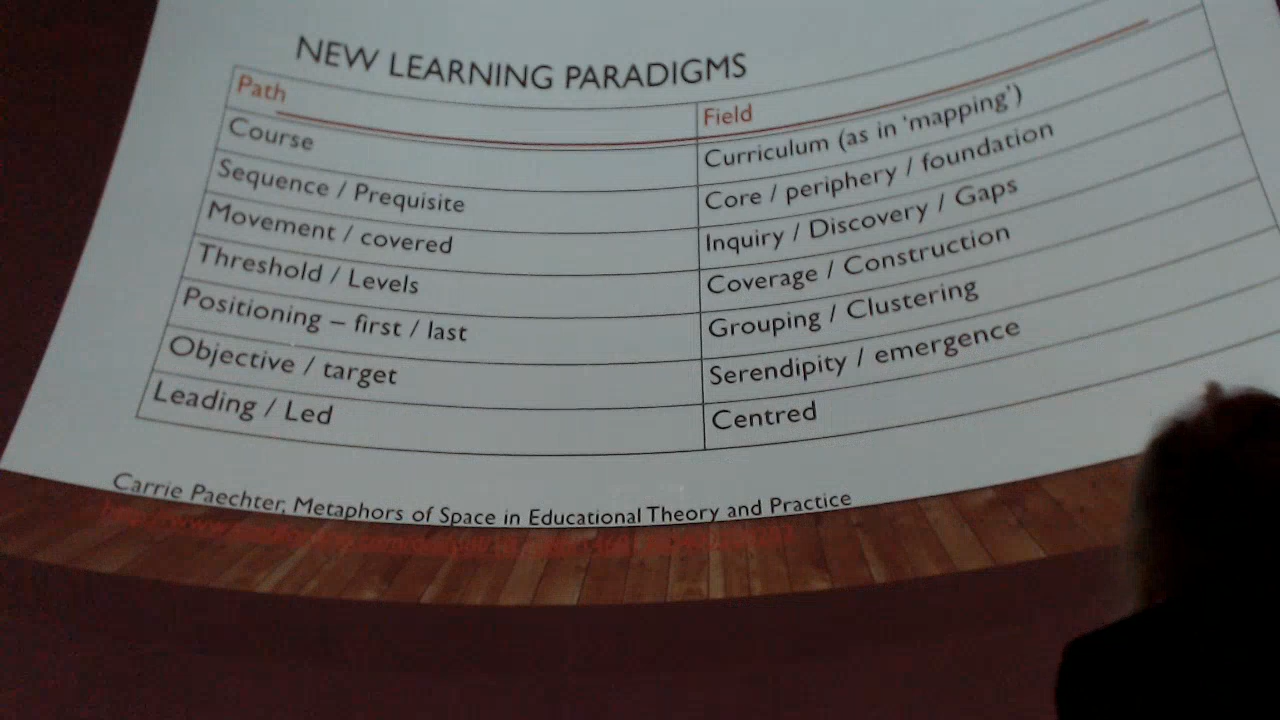 NEW LEARNING PARADIGMS
Path Field
Course Curriculum (as in 'mapping')
Sequence / Prequisite Core / periphery / foundation
Movement / covered Inquiry / Discovery / Gaps
Threshold / Levels Coverage / Construction
Positioning – first / last Grouping / Clustering
Objective / target Serendipity / emergence
Leading / Led Centred
Carrie Paechter, Metaphors of Space in Educational Theory and Practice